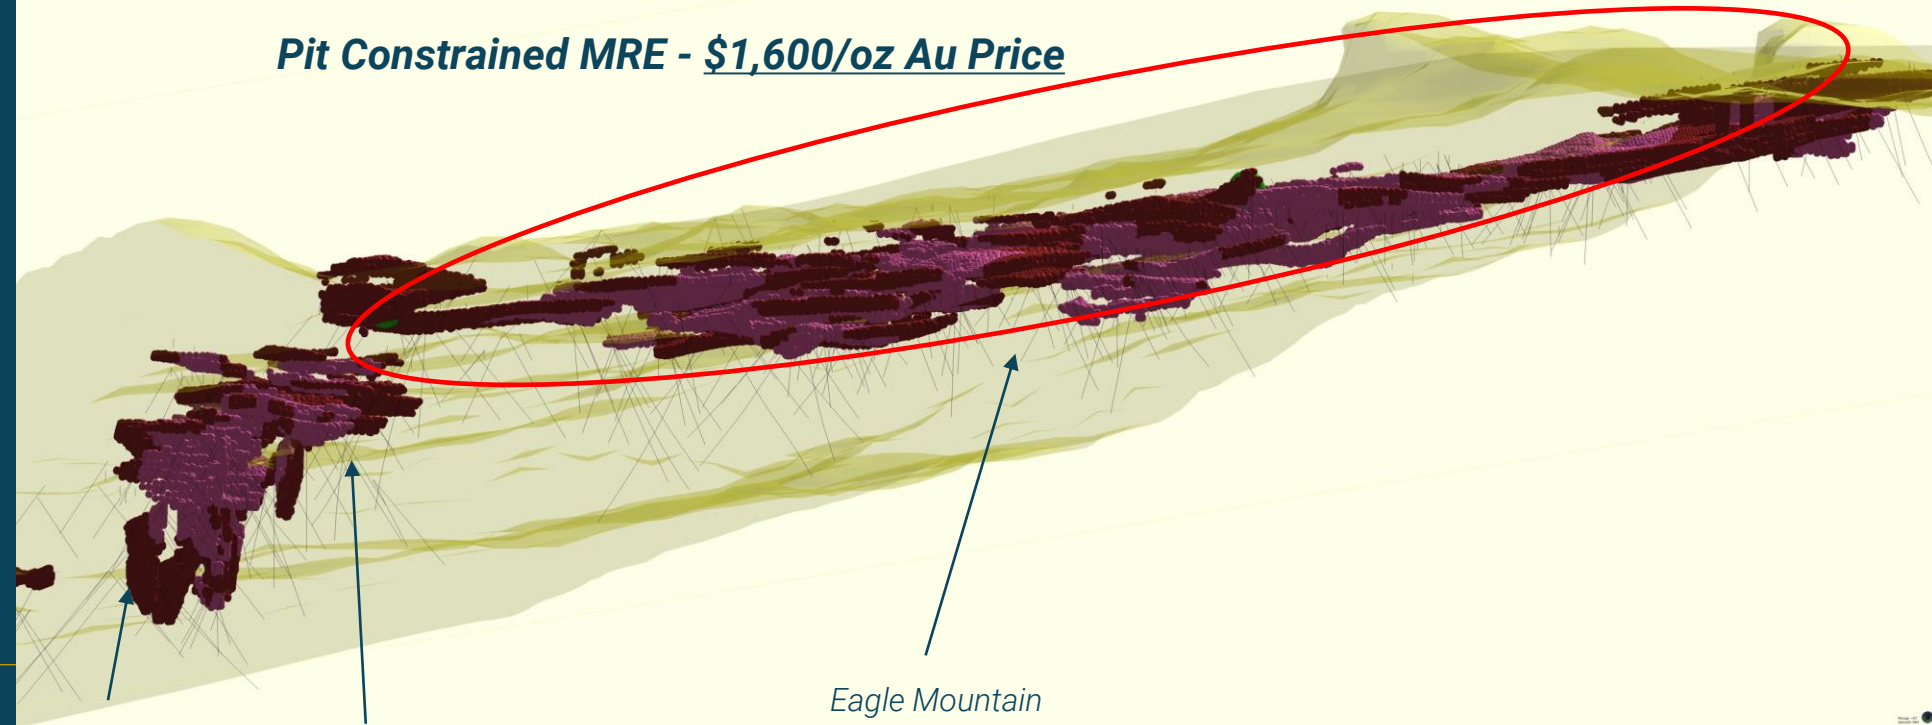 Pit Constrained MRE - $1,600/oz Au Price
Eagle Mountain